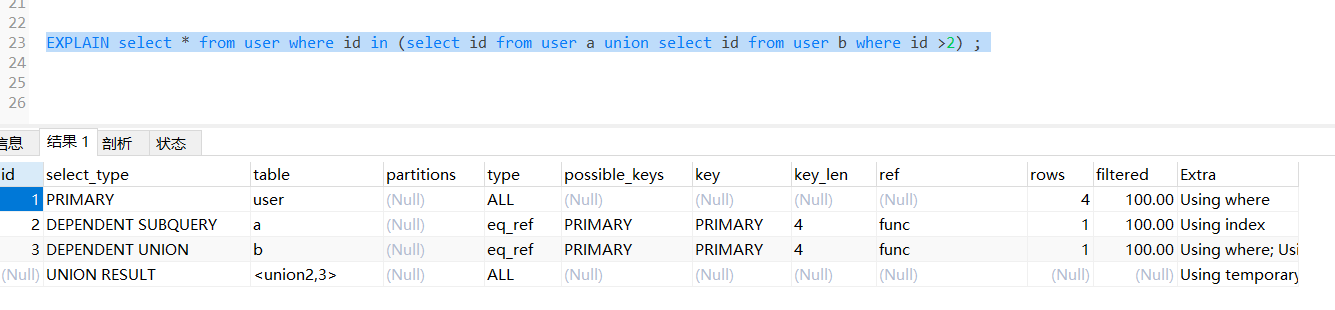 21
22
23 EXPLAIN select * from user where id in (select id from user a union select id from user b where id >2) ;
24
25
26
信息 结果 1 剖析 状态
id select_type table partitions type possible_keys key key_len ref rows filtered Extra
1 PRIMARY user (Null) ALL (Null) (Null) (Null) (Null) 4 100.00 Using where
2 DEPENDENT SUBQUERY a (Null) eq_ref PRIMARY PRIMARY 4 func 1 100.00 Using index
3 DEPENDENT UNION b (Null) eq_ref PRIMARY PRIMARY 4 func 1 100.00 Using where; Usi
(Null) UNION RESULT <union2,3> (Null) ALL (Null) (Null) (Null) (Null) (Null) (Null) Using temporary